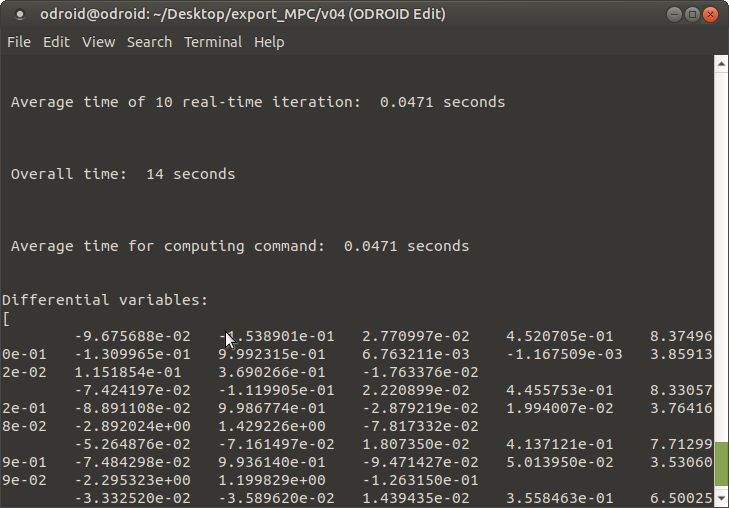 odroid@odroid: ~/Desktop/export_MPC/v04 (ODROID Edit)
File Edit View Search Terminal Help
Average time of 10 real-time iteration:  0.0471 seconds
Overall time:  14 seconds
Average time for computing command:  0.0471 seconds
Differential variables:
[
-9.675688e-02 -1.538901e-01 2.770997e-02 4.520705e-01 8.37496
0e-01 -1.309965e-01 9.992315e-01 6.763211e-03 -1.167509e-03 3.85913
2e-02 1.151854e-01 3.690266e-01 -1.763376e-02
-7.424197e-02 -1.119905e-01 2.220899e-02 4.455753e-01 8.33057
2e-01 -8.891108e-02 9.986774e-01 -2.879219e-02 1.994007e-02 3.76416
8e-02 -2.892024e+00 1.429226e+00 -7.817332e-02
-5.264876e-02 -7.161497e-02 1.807350e-02 4.137121e-01 7.71299
9e-01 -7.484298e-02 9.936140e-01 -9.471427e-02 5.013950e-02 3.53060
9e-02 -2.295323e+00 1.199829e+00 -1.263150e-01
-3.332520e-02 -3.589620e-02 1.439435e-02 3.558463e-01 6.50025